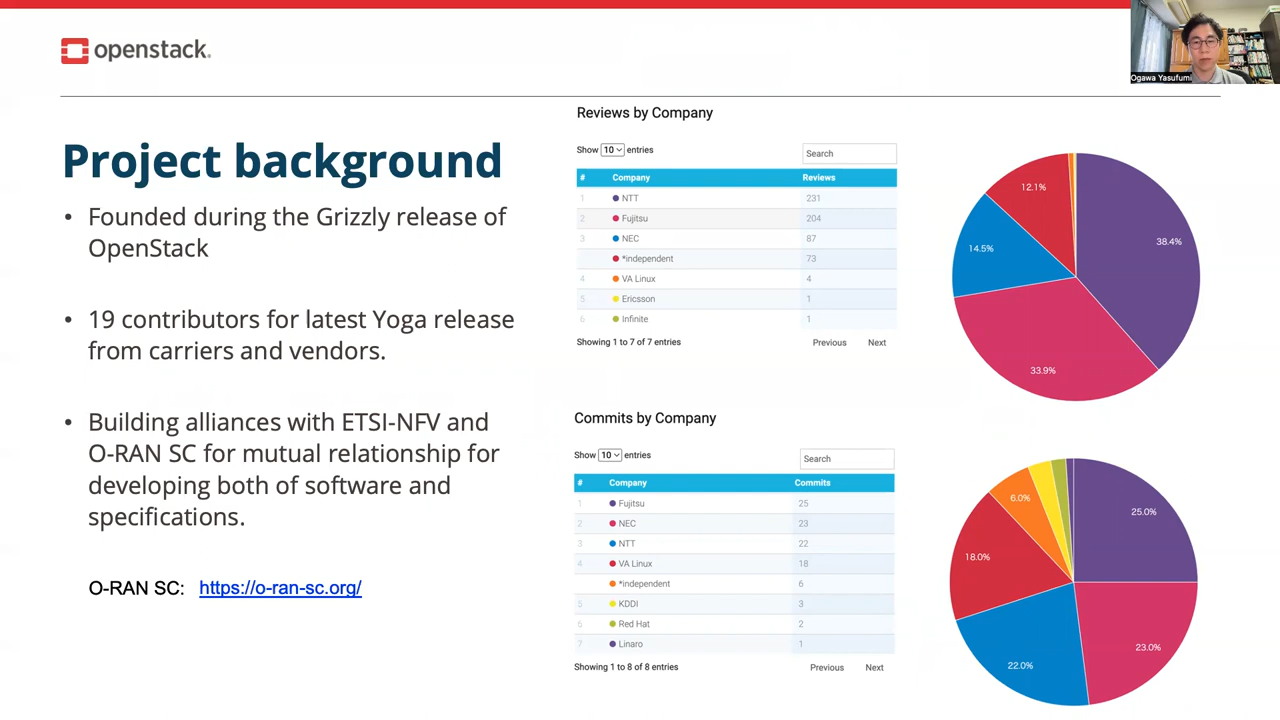 openstack.
Ogawa Yasufumi
Project background
• Founded during the Grizzly release of
OpenStack
• 19 contributors for latest Yoga release
from carriers and vendors.
• Building alliances with ETSI-NFV and
O-RAN SC for mutual relationship for
developing both of software and
specifications.
O-RAN SC: https://o-ran-sc.org/
Reviews by Company
Show 10 entries
Search
# Company Reviews
1 NTT 231
2 Fujitsu 204
3 NEC 87
*independent 73
4 VA Linux 4
5 Ericsson 1
6 Infinite 1
Showing 1 to 7 of 7 entries
Previous Next
12.1%
38.4%
14.5%
33.9%
Commits by Company
Show 10 entries
Search
# Company Commits
1 Fujitsu 25
2 NEC 23
3 NTT 22
4 VA Linux 18
*independent 6
5 KDDI 3
6 Red Hat 2
7 Linaro 1
Showing 1 to 8 of 8 entries
Previous Next
6.0%
25.0%
18.0%
23.0%
22.0%